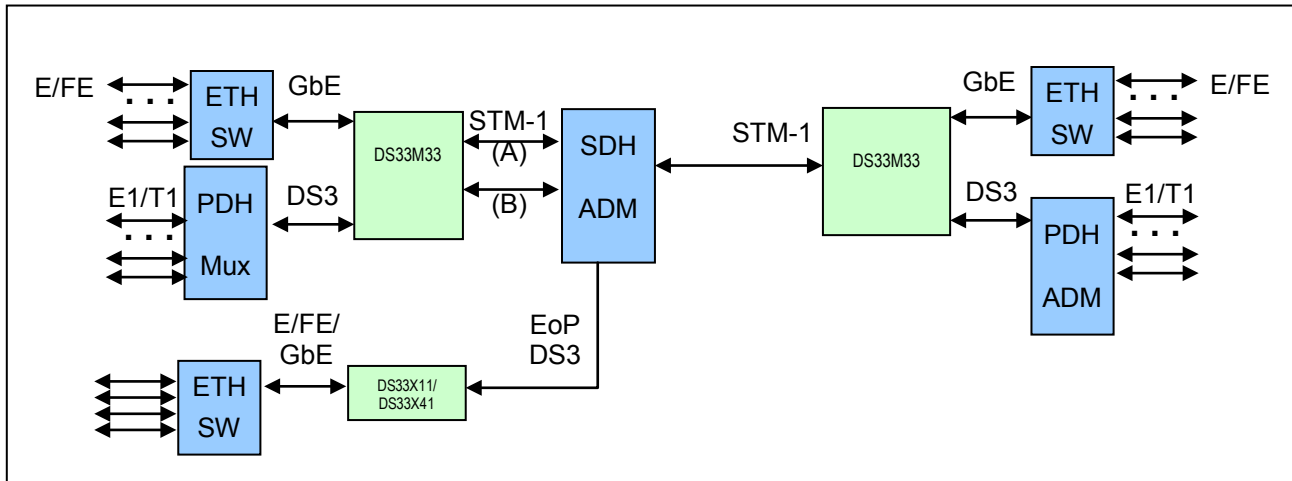 E/FE
. . .
ETH
SW
GbE
E1/T1
. . .
PDH
Mux
DS3
DS33M33
STM-1
(A)
(B)
SDH
ADM
STM-1
DS33M33
GbE
ETH
SW
. . .
E/FE
DS3
PDH
ADM
E1/T1
. . .
ETH
SW
E/FE/
GbE
DS33X11/
DS33X41
EoP
DS3